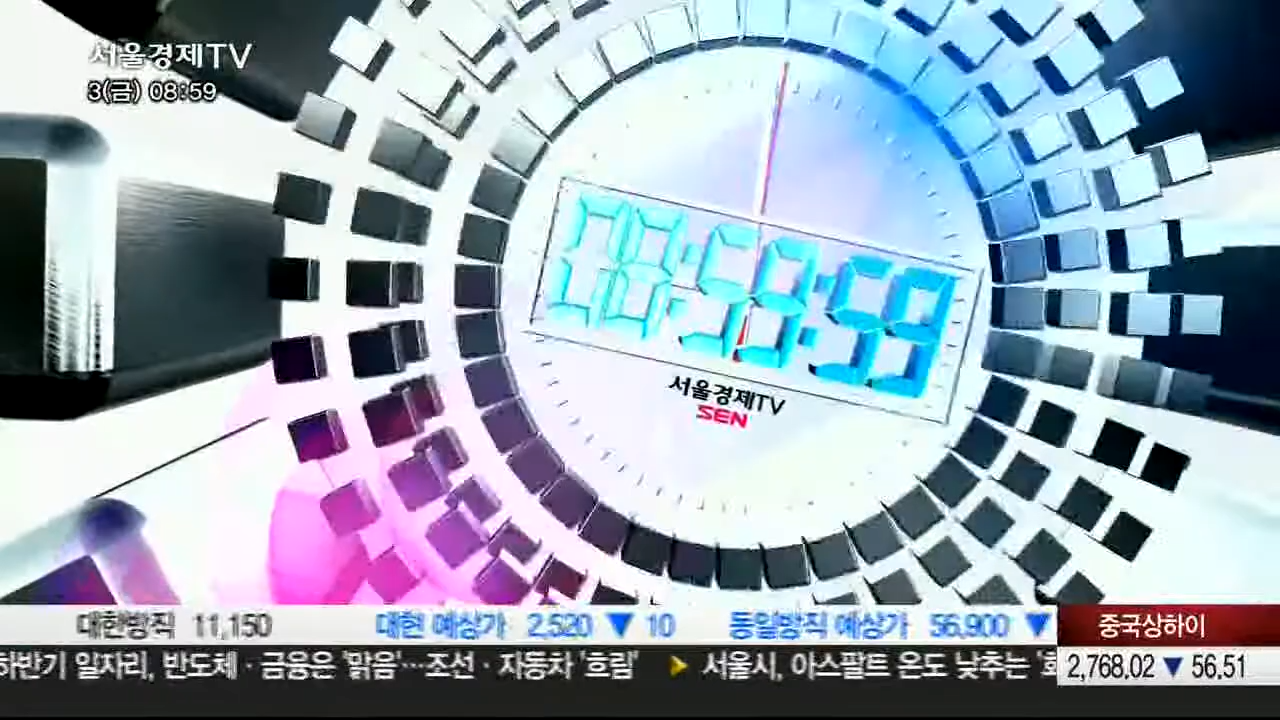 서울경제TV
3(금) 08:59
08:59:59
서울경제TV
SEN
대한방직 11,150 대현 예상가 2,520 ▼ 10 동일방직 예상가 56,900 ▼
중국상하이
하반기 일자리, 반도체·금융은 '맑음'…조선·자동차 '흐림' ▶ 서울시, 아스팔트 온도 낮추는
2,768.02 ▼ 56.51